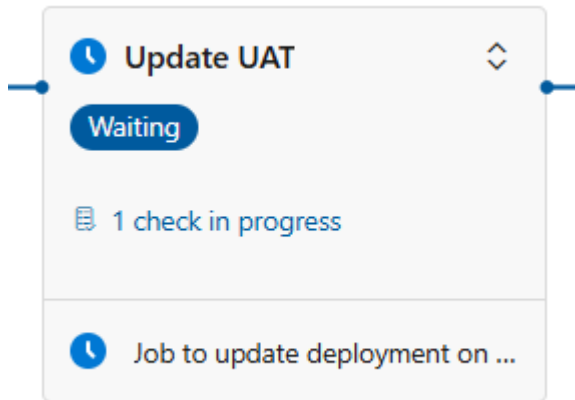 Update UAT
Waiting
1 check in progress
Job to update deployment on ...